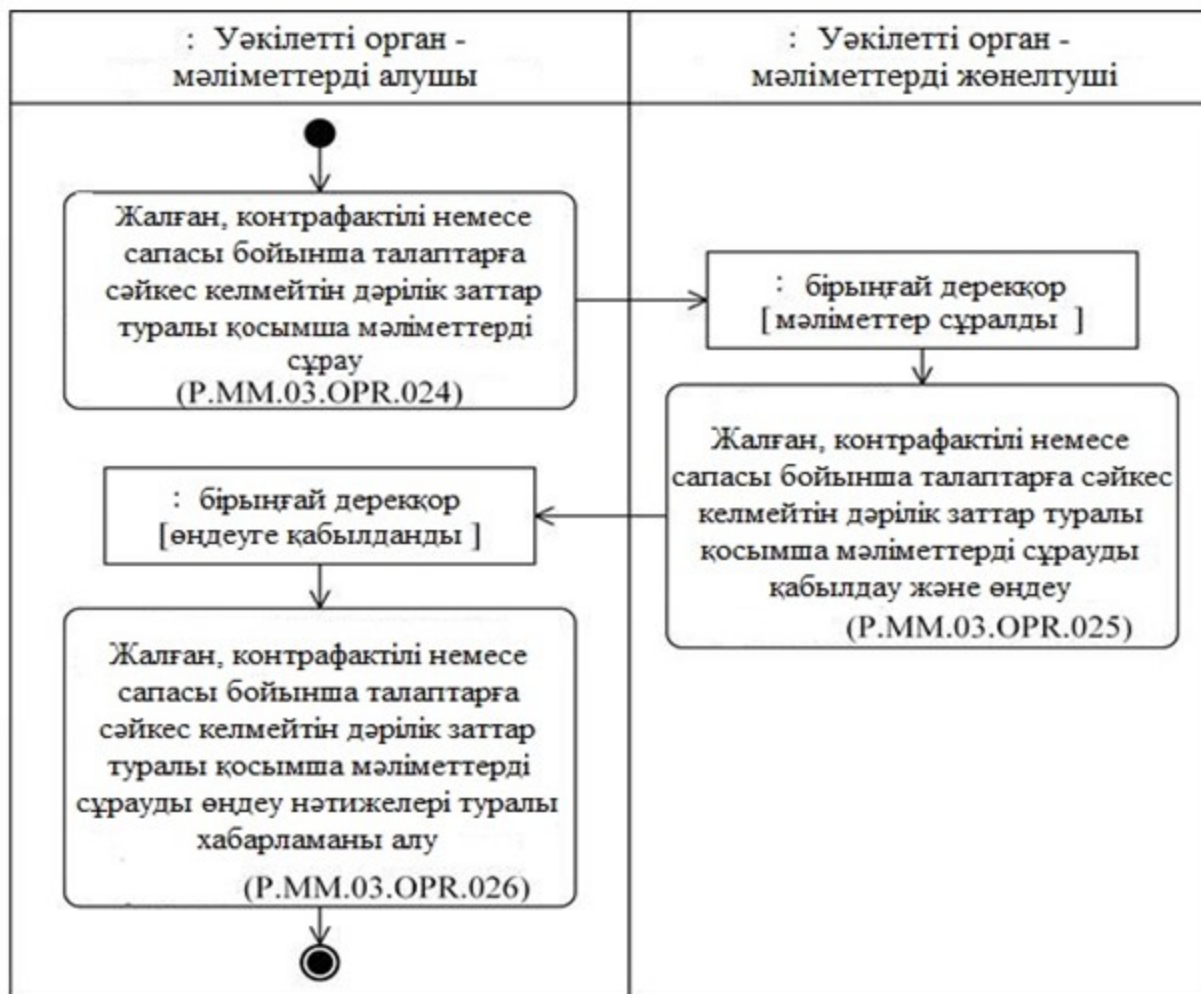 : Уәкілетті орган -
мәліметтерді алушы
: Уәкілетті орган -
мәліметтерді жөнелтуші
Жалған, контрафактілі немесе
сапасы бойынша талаптарға
сәйкес келмейтін дәрілік заттар
туралы қосымша мәліметтерді
сұрау
(P.MM.03.OPR.024)
: бірыңғай дерекқор
[ мәліметтер сұралды ]
Жалған, контрафактілі немесе
сапасы бойынша талаптарға сәйкес
келмейтін дәрілік заттар туралы
қосымша мәліметтерді сұрауды
қабылдау және өңдеу
(P.MM.03.OPR.025)
: бірыңғай дерекқор
[өңдеуге қабылданды ]
Жалған, контрафактілі немесе
сапасы бойынша талаптарға
сәйкес келмейтін дәрілік заттар
туралы қосымша мәліметтерді
сұрауды өңдеу нәтижелері туралы
хабарламаны алу
(P.MM.03.OPR.026)